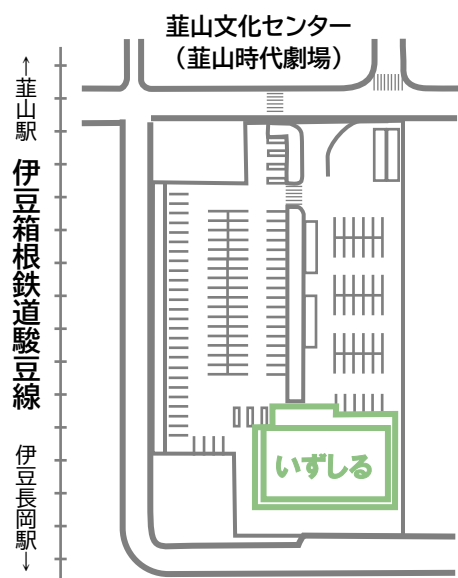 韮山文化センター
（韮山時代劇場）
←韮山駅
伊豆箱根鉄道駿豆線
伊豆長岡駅→
いずしる